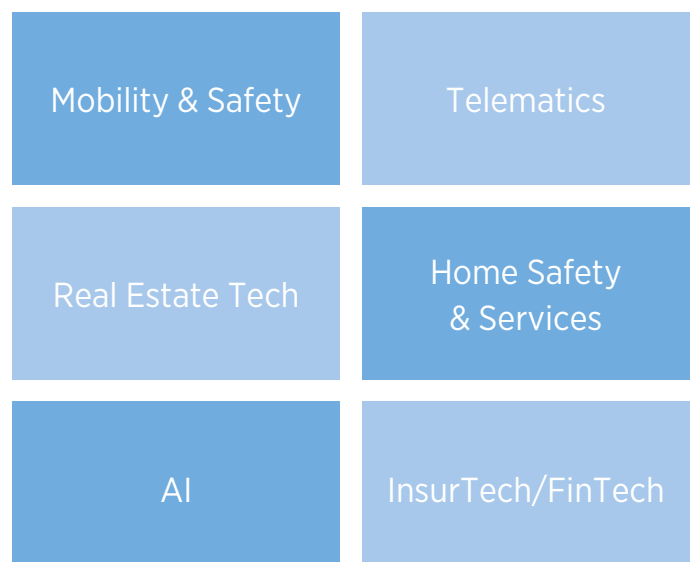 Mobility & Safety
Telematics
Real Estate Tech
Home Safety
& Services
AI
InsurTech/FinTech